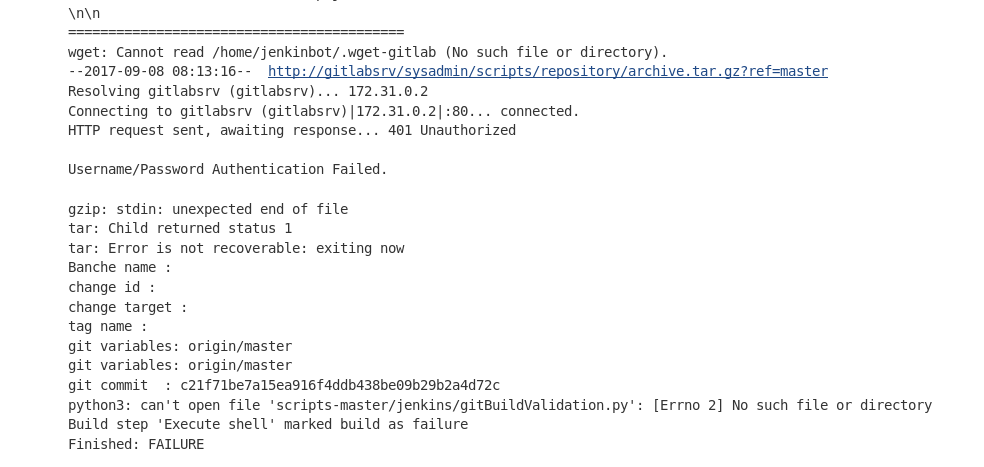 \n\n
==========================================
wget: Cannot read /home/jenkinbot/.wget-gitlab (No such file or directory).
--2017-09-08 08:13:16--  http://gitlabsrv/sysadmin/scripts/repository/archive.tar.gz?ref=master
Resolving gitlabsrv (gitlabsrv)... 172.31.0.2
Connecting to gitlabsrv (gitlabsrv)|172.31.0.2|:80... connected.
HTTP request sent, awaiting response... 401 Unauthorized

Username/Password Authentication Failed.

gzip: stdin: unexpected end of file
tar: Child returned status 1
tar: Error is not recoverable: exiting now
Banche name :
change id :
change target :
tag name :
git variables: origin/master
git variables: origin/master
git commit  : c21f71be7a15ea916f4ddb438be09b29b2a4d72c
python3: can't open file 'scripts-master/jenkins/gitBuildValidation.py': [Errno 2] No such file or directory
Build step 'Execute shell' marked build as failure
Finished: FAILURE